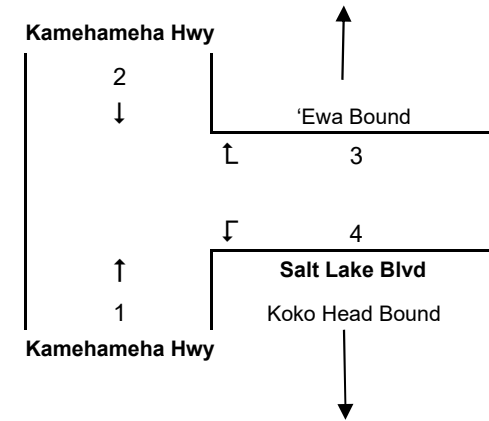 Kamehameha Hwy
2
‘Ewa Bound
3
4
Salt Lake Blvd
1
Koko Head Bound
Kamehameha Hwy